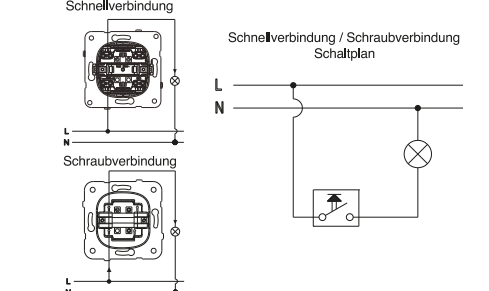 Schnellverbindung
L
N
Schraubverbindung
L
N
Schnellverbindung / Schraubverbindung
Schaltplan
L
N